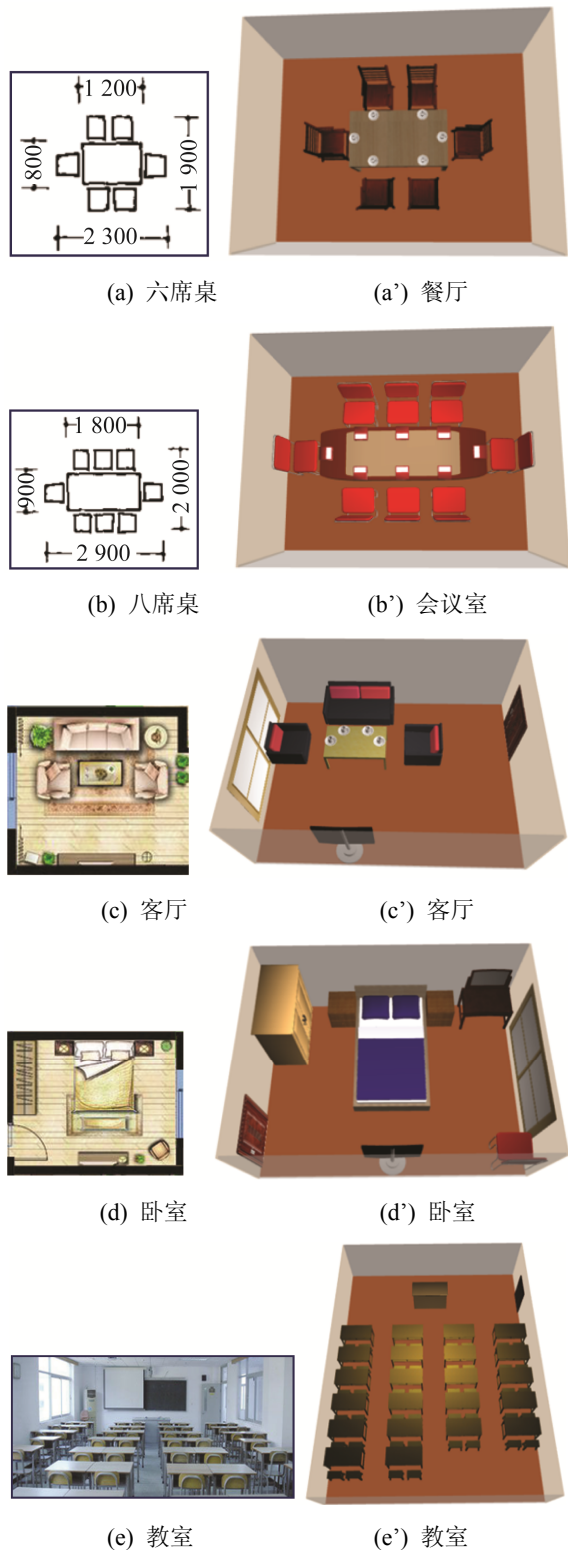 1 200
800
1 900
2 300
(a) 六席桌
(a’) 餐厅
1 800
900
2 000
2 900
(b) 八席桌
(b’) 会议室
(c) 客厅
(c’) 客厅
(d) 卧室
(d’) 卧室
(e) 教室
(e’) 教室